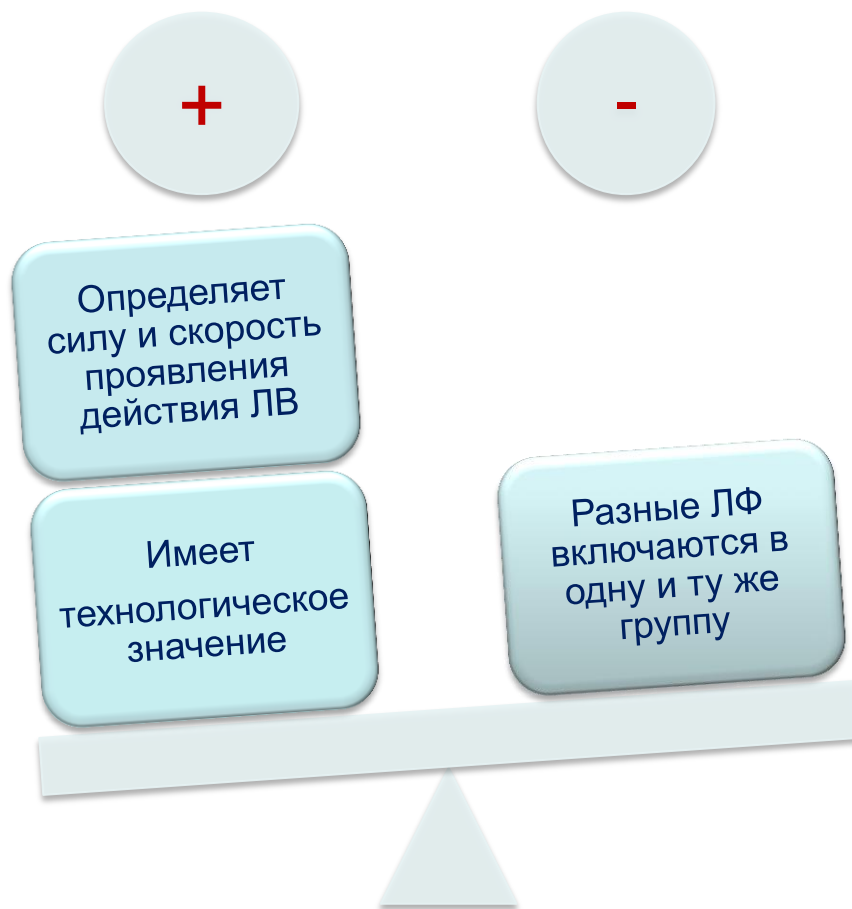 +
-
Определяет
силу и скорость
проявления
действия ЛВ
Имеет
технологическое
значение
Разные ЛФ
включаются в
одну и ту же
группу